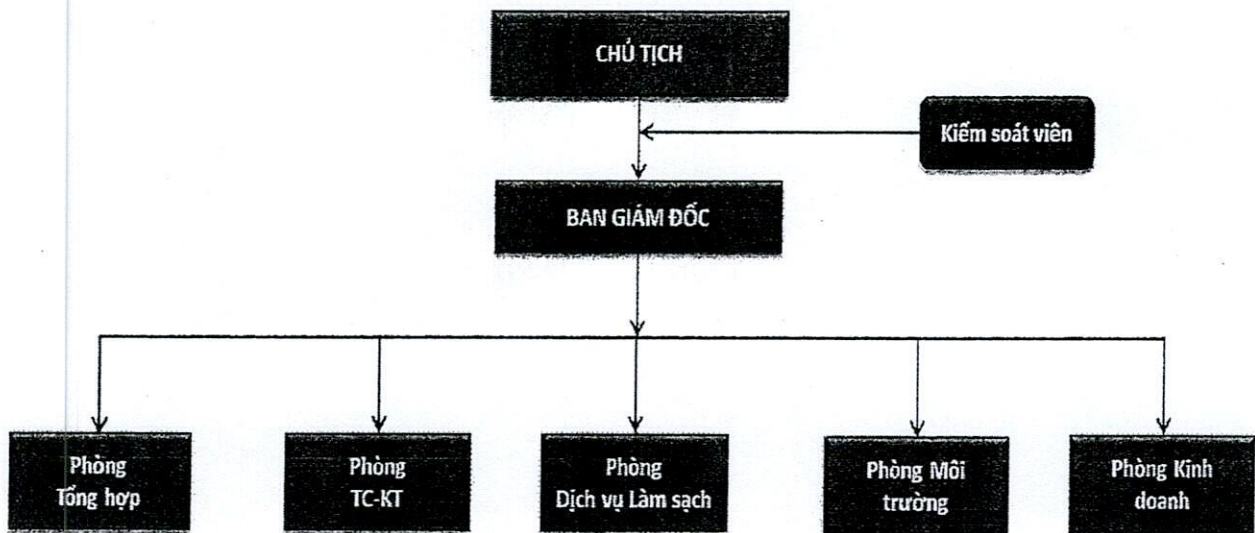 CHỦ TỊCH
Kiểm soát viên
BAN GIÁM ĐỐC
Phòng
Tổng hợp
Phòng
TC-KT
Phòng
Dịch vụ Làm sạch
Phòng Môi
trường
Phòng Kinh
doanh